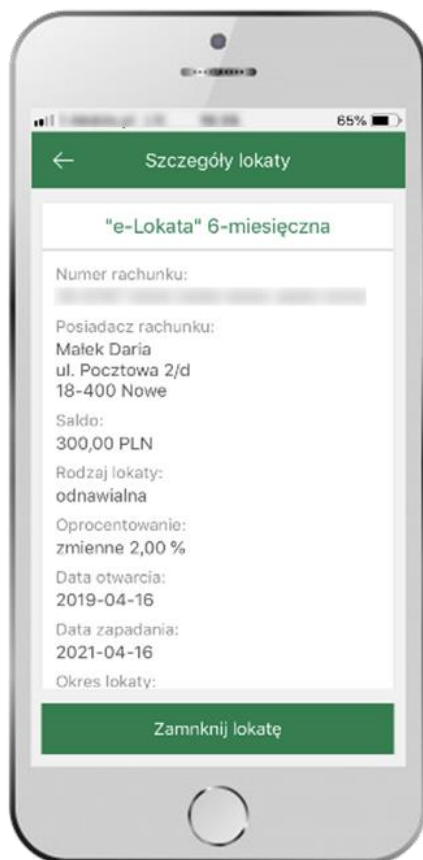 65%
Szczegóły lokaty
"e-Lokata" 6-miesięczna
Numer rachunku:
Posiadacz rachunku:
Małek Daria
ul. Pocztowa 2/d
18-400 Nowe
Saldo:
300,00 PLN
Rodzaj lokaty:
odnawialna
Oprocentowanie:
zmienne 2,00 %
Data otwarcia:
2019-04-16
Data zapadania:
2021-04-16
Okres lokaty:
Zamnknij lokatę